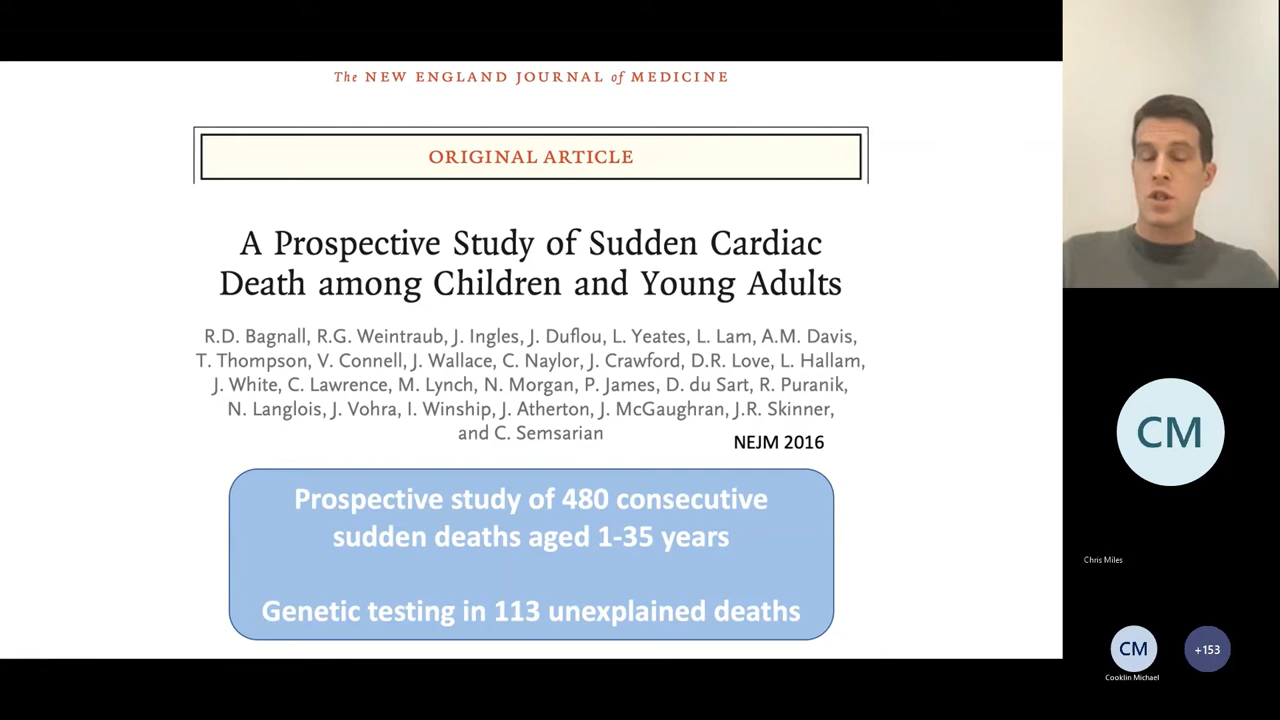 The NEW ENGLAND JOURNAL of MEDICINE
ORIGINAL ARTICLE
A Prospective Study of Sudden Cardiac
Death among Children and Young Adults
R.D. Bagnall, R.G. Weintraub, J. Ingles, J. Duflou, L. Yeates, L. Lam, A.M. Davis,
T. Thompson, V. Connell, J. Wallace, C. Naylor, J. Crawford, D.R. Love, L. Hallam,
J. White, C. Lawrence, M. Lynch, N. Morgan, P. James, D. du Sart, R. Puranik,
N. Langlois, J. Vohra, I. Winship, J. Atherton, J. McGaughran, J.R. Skinner,
and C. Semsarian
NEJM 2016
Prospective study of 480 consecutive
sudden deaths aged 1-35 years
Genetic testing in 113 unexplained deaths
CM
Chris Miles
CM
+153
Cooklin Michael